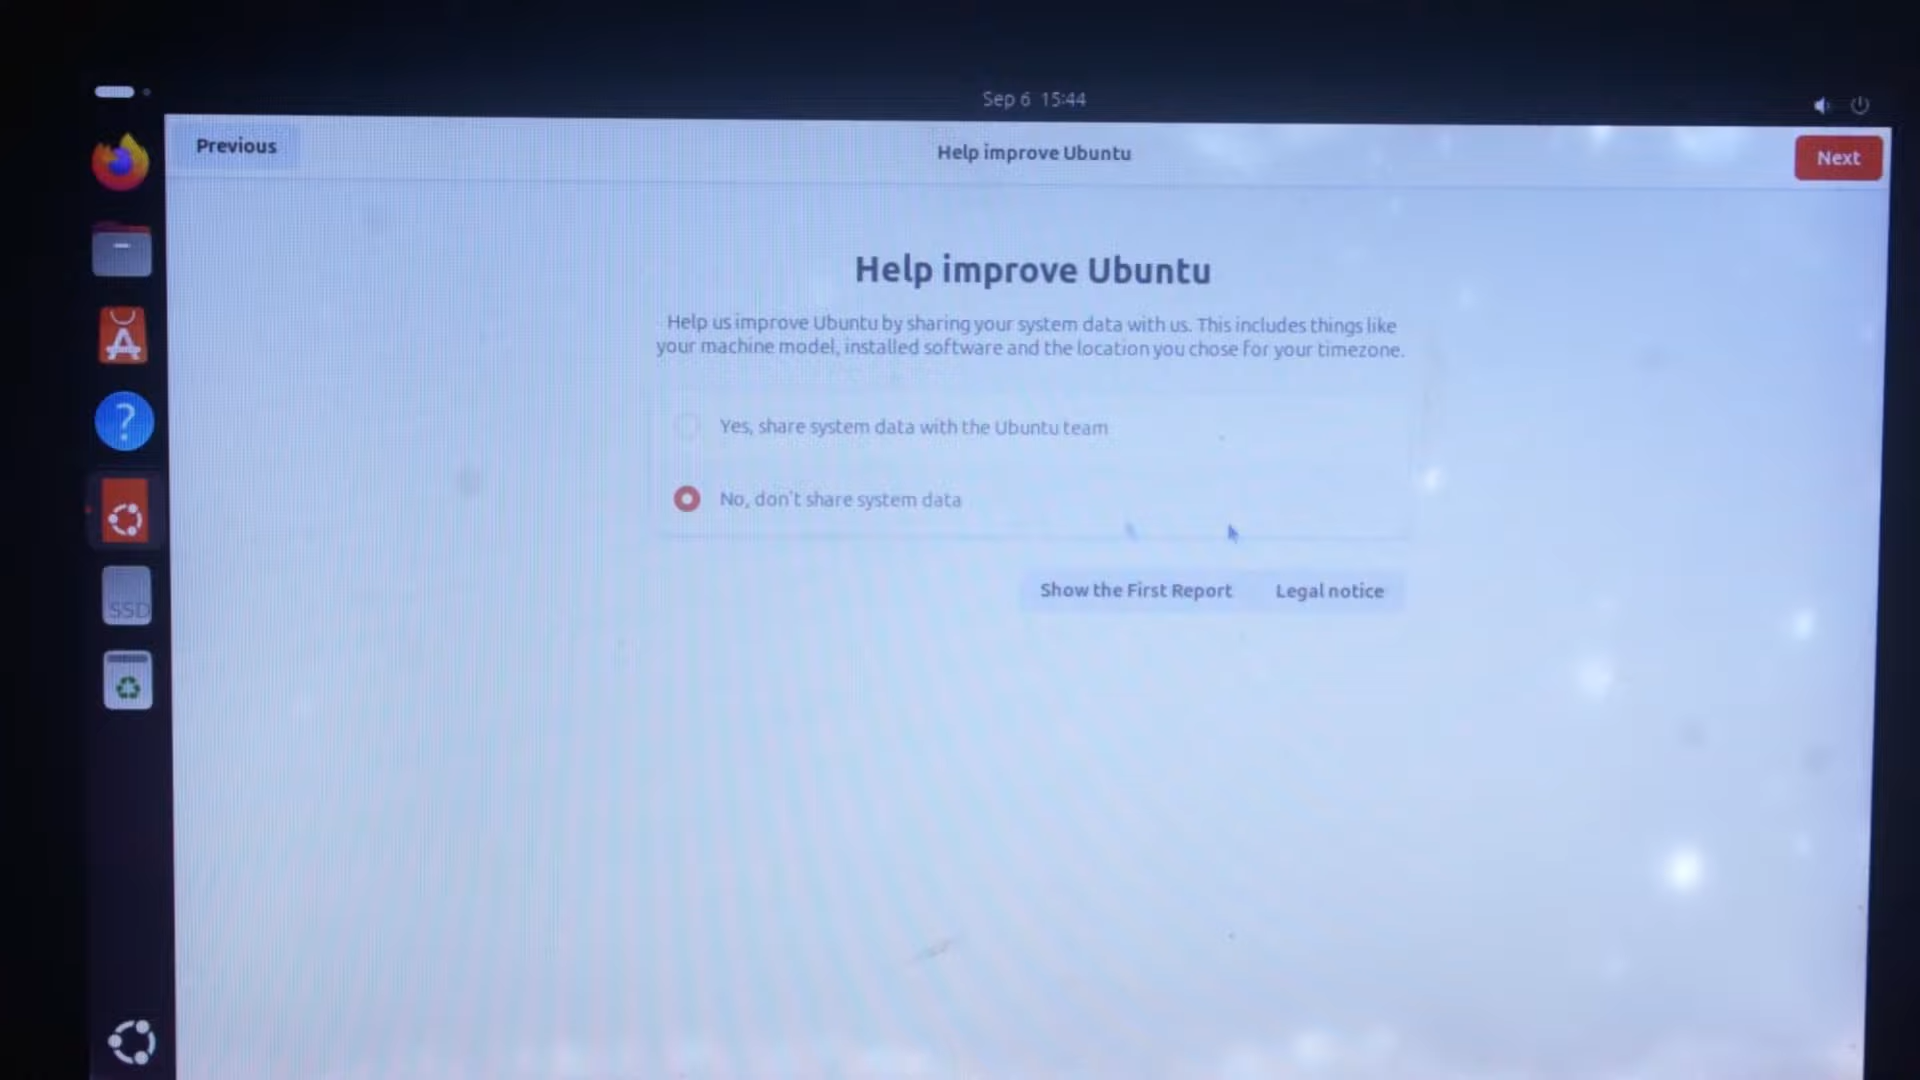 Sep 6 15:44
Previous
Help improve Ubuntu
Next
Help improve Ubuntu
Help us improve Ubuntu by sharing your system data with us. This includes things like
your machine model, installed software and the location you chose for your timezone.
Yes, share system data with the Ubuntu team
No, don't share system data
Show the First Report
Legal notice
SSD